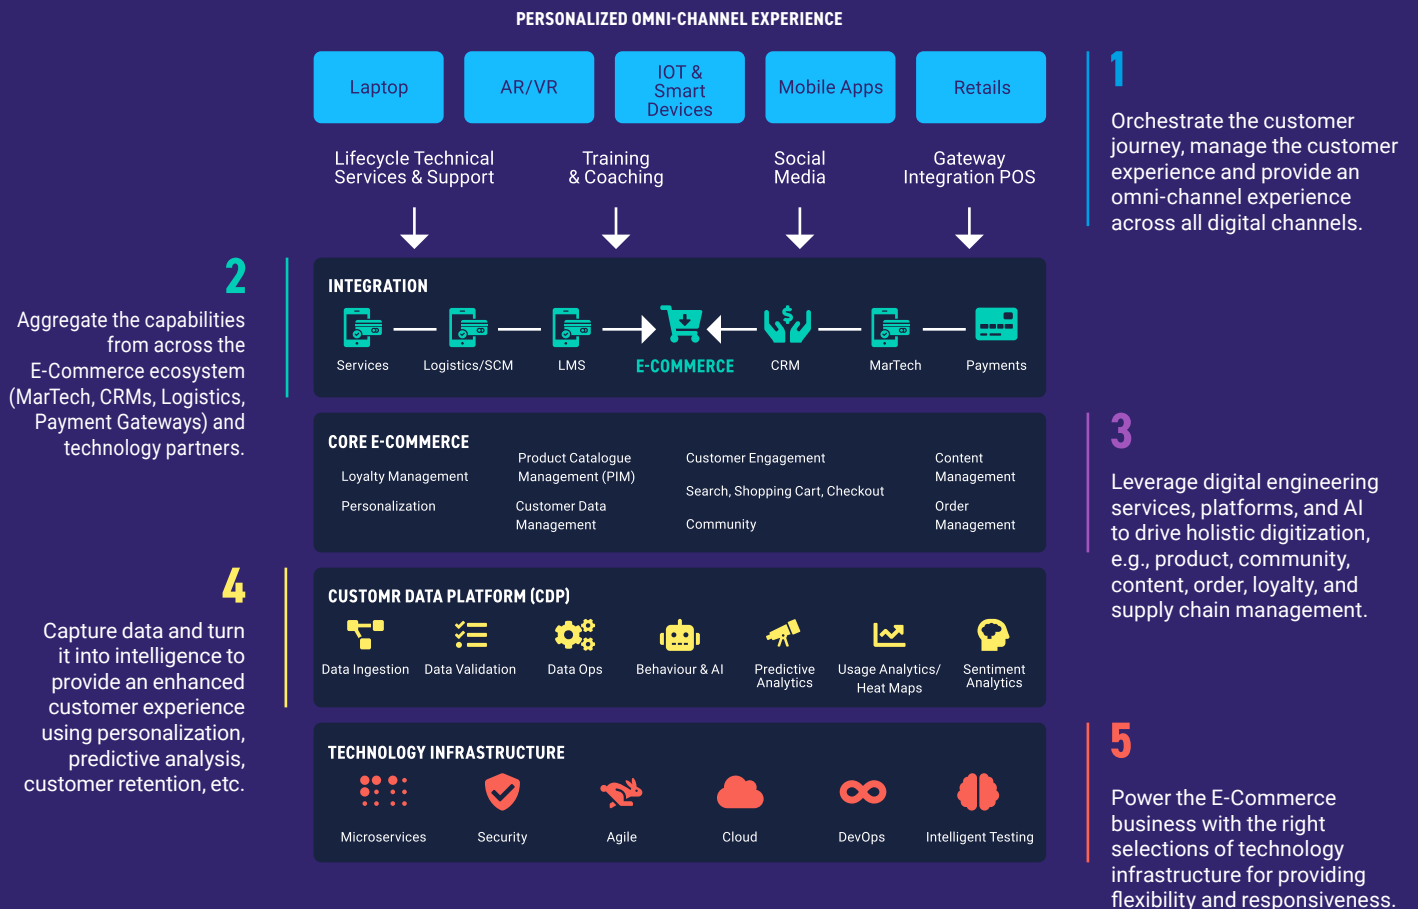 PERSONALIZED OMNI-CHANNEL EXPERIENCE
Laptop
AR/VR
IOT &
Smart
Devices
Mobile Apps
Retails
1
Orchestrate the customer
journey, manage the customer
experience and provide an
omni-channel experience
across all digital channels.
Lifecycle Technical
Services & Support
Training
& Coaching
Social
Media
Gateway
Integration POS
2
Aggregate the capabilities
from across the
E-Commerce ecosystem
(MarTech, CRMs, Logistics,
Payment Gateways) and
technology partners.
INTEGRATION
Services
Logistics/SCM
LMS
E-COMMERCE
CRM
MarTech
Payments
CORE E-COMMERCE
Loyalty Management
Personalization
Product Catalogue
Management (PIM)
Customer Data
Management
Customer Engagement
Search, Shopping Cart, Checkout
Community
Content
Management
Order
Management
3
Leverage digital engineering
services, platforms, and AI
to drive holistic digitization,
e.g., product, community,
content, order, loyalty, and
supply chain management.
4
Capture data and turn
it into intelligence to
provide an enhanced
customer experience
using personalization,
predictive analysis,
customer retention, etc.
CUSTOMR DATA PLATFORM (CDP)
Data Ingestion
Data Validation
Data Ops
Behaviour & AI
Predictive
Analytics
Usage Analytics/
Heat Maps
Sentiment
Analytics
TECHNOLOGY INFRASTRUCTURE
Microservices
Security
Agile
Cloud
DevOps
Intelligent Testing
5
Power the E-Commerce
business with the right
selections of technology
infrastructure for providing
flexibility and responsiveness.